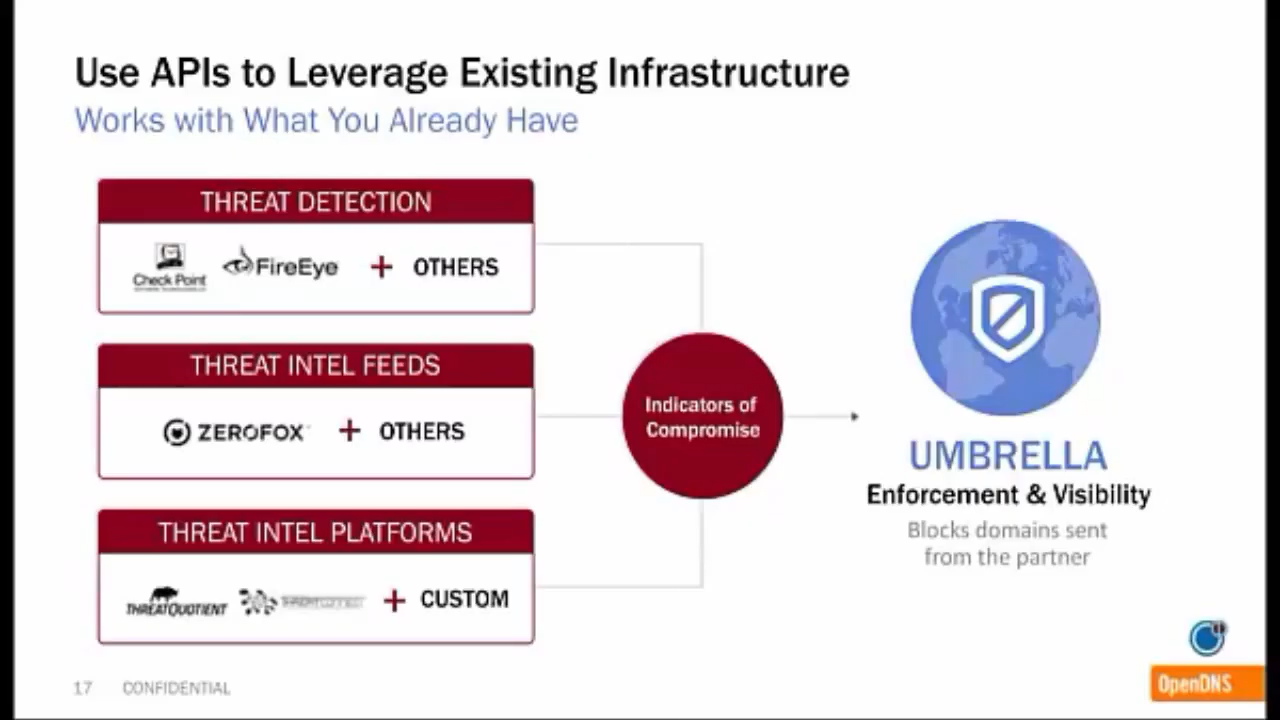 Use APIs to Leverage Existing Infrastructure
Works with What You Already Have
THREAT DETECTION
Check Point
FireEye + OTHERS
THREAT INTEL FEEDS
ZEROFOX + OTHERS
THREAT INTEL PLATFORMS
THREATQUOTIENT + CUSTOM
Indicators of
Compromise
UMBRELLA
Enforcement & Visibility
Blocks domains sent
from the partner
17 CONFIDENTIAL
OpenDNS